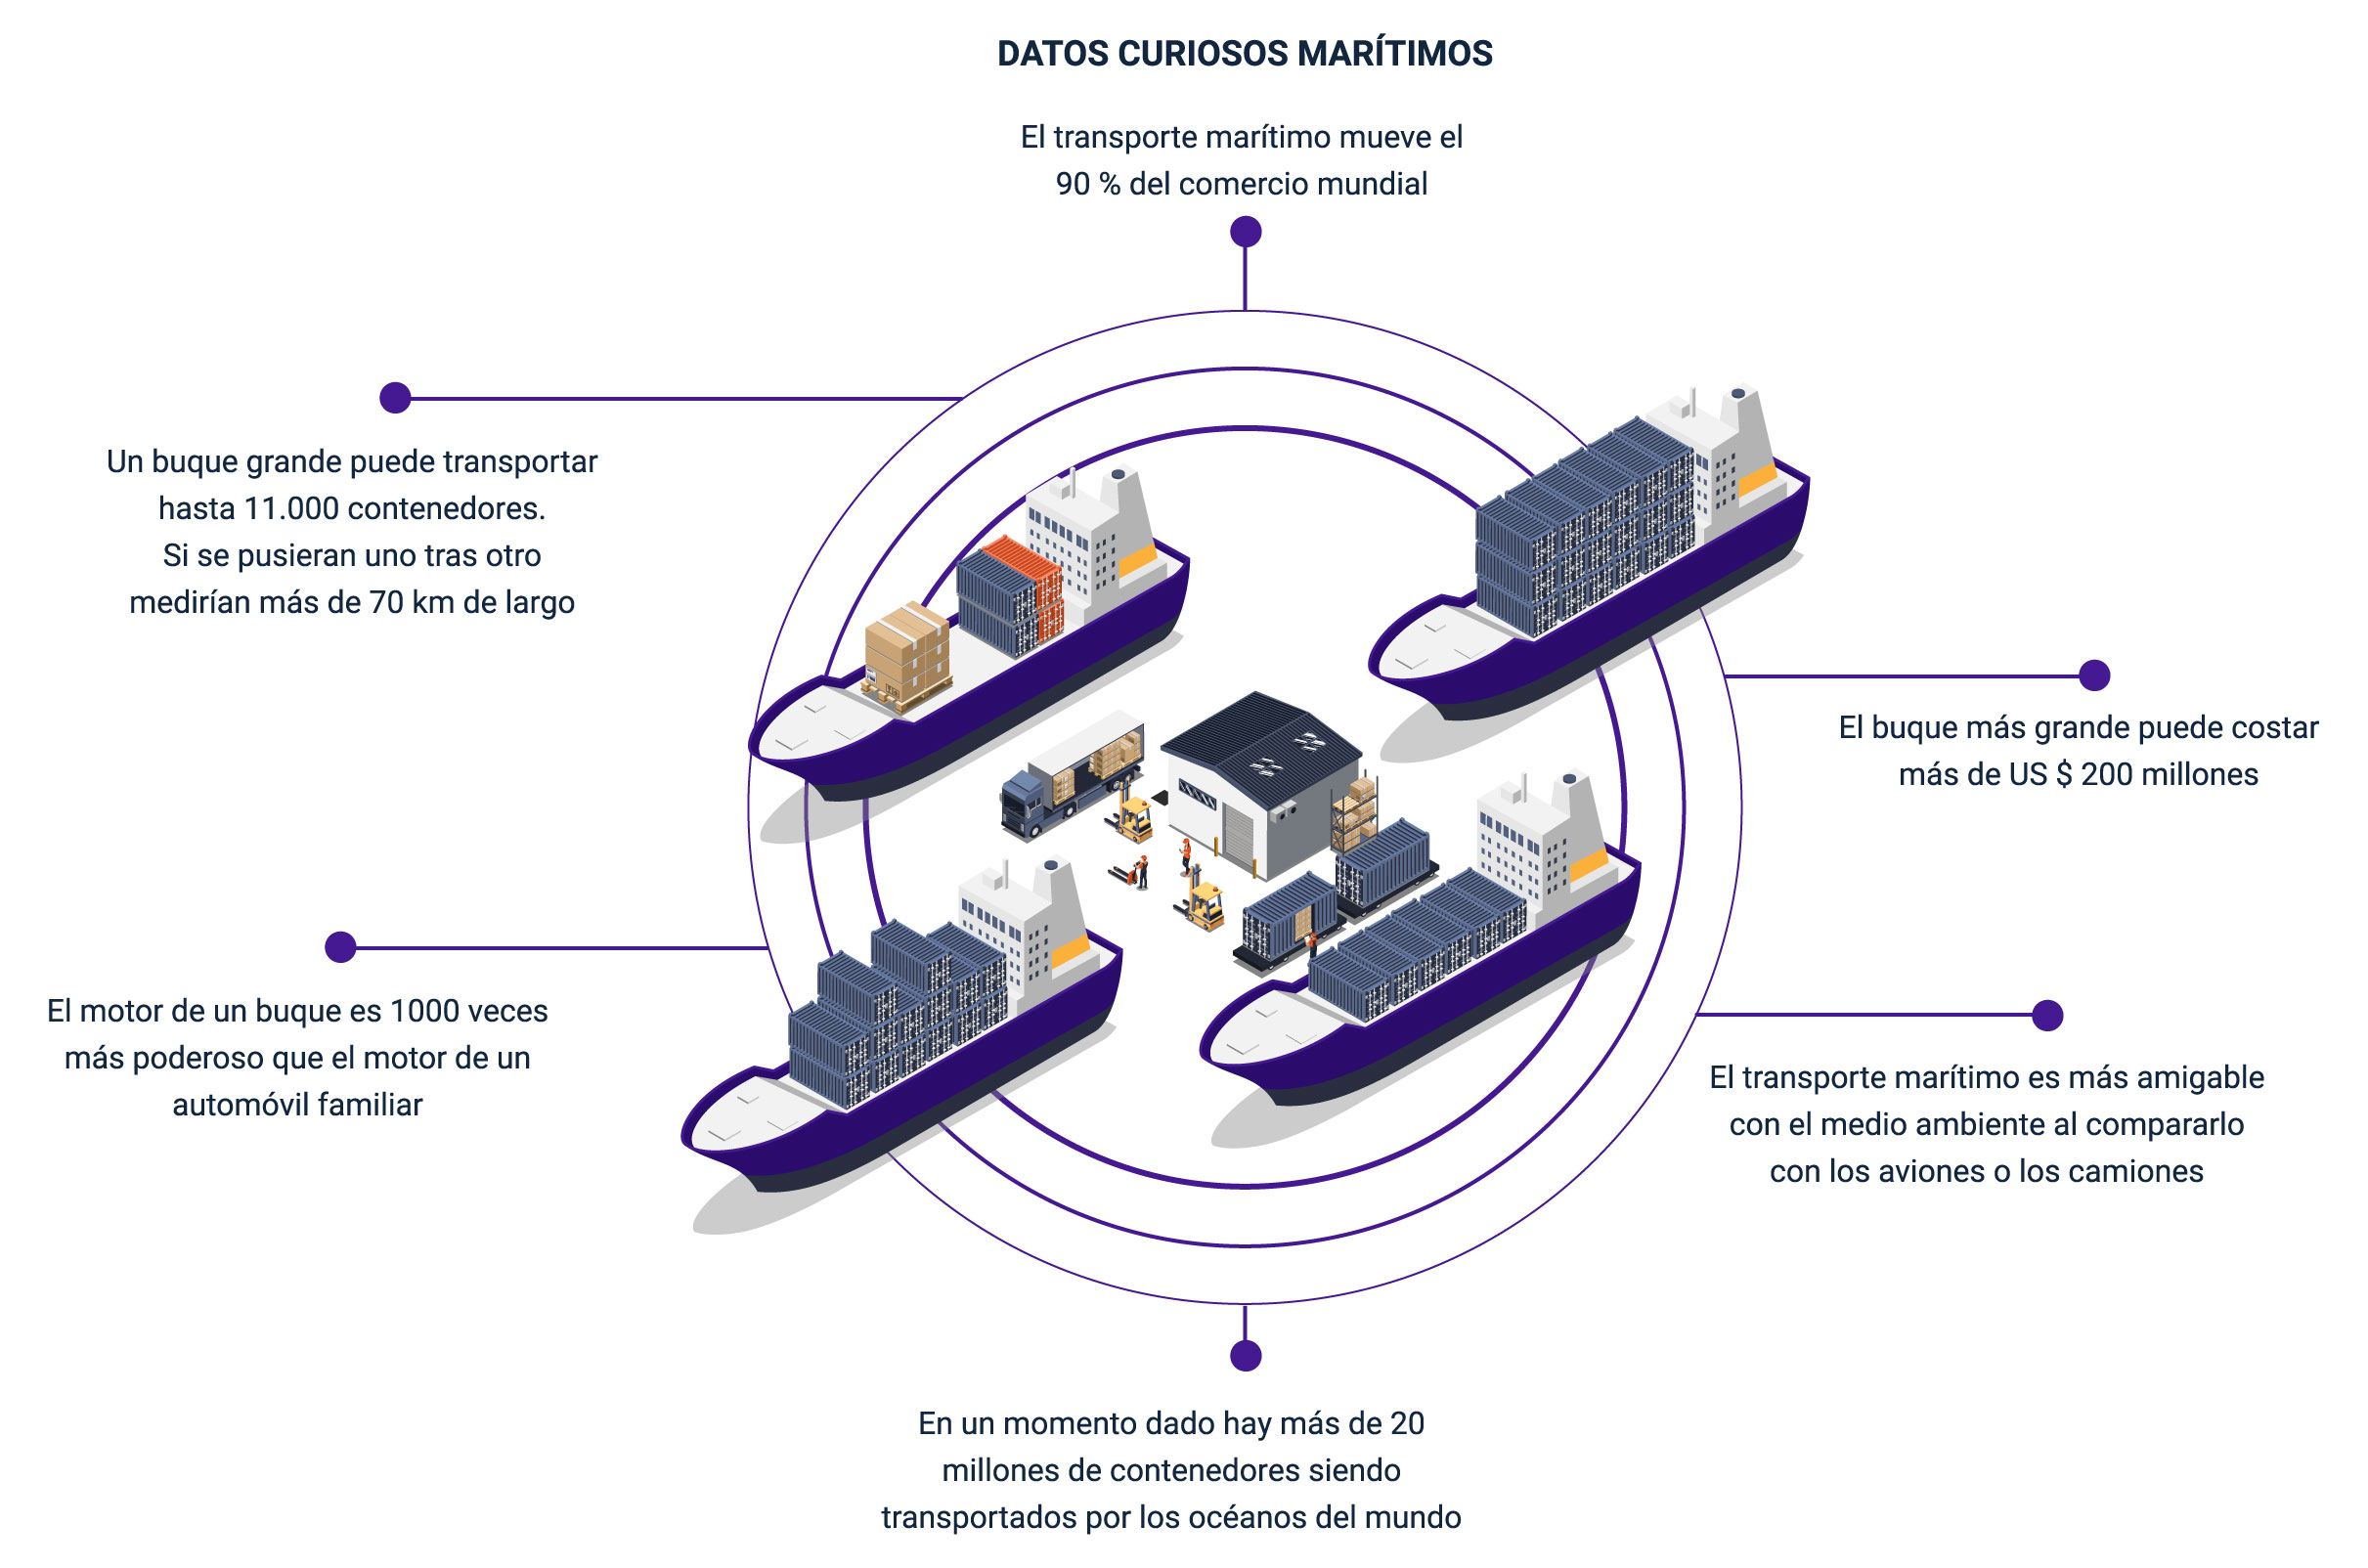 DATOS CURIOSOS MARÍTIMOS
El transporte marítimo mueve el
90 % del comercio mundial
Un buque grande puede transportar
hasta 11.000 contenedores.
Si se pusieran uno tras otro
medirían más de 70 km de largo
El buque más grande puede costar
más de US $ 200 millones
El motor de un buque es 1000 veces
más poderoso que el motor de un
automóvil familiar
El transporte marítimo es más amigable
con el medio ambiente al compararlo
con los aviones o los camiones
En un momento dado hay más de 20
millones de contenedores siendo
transportados por los océanos del mundo